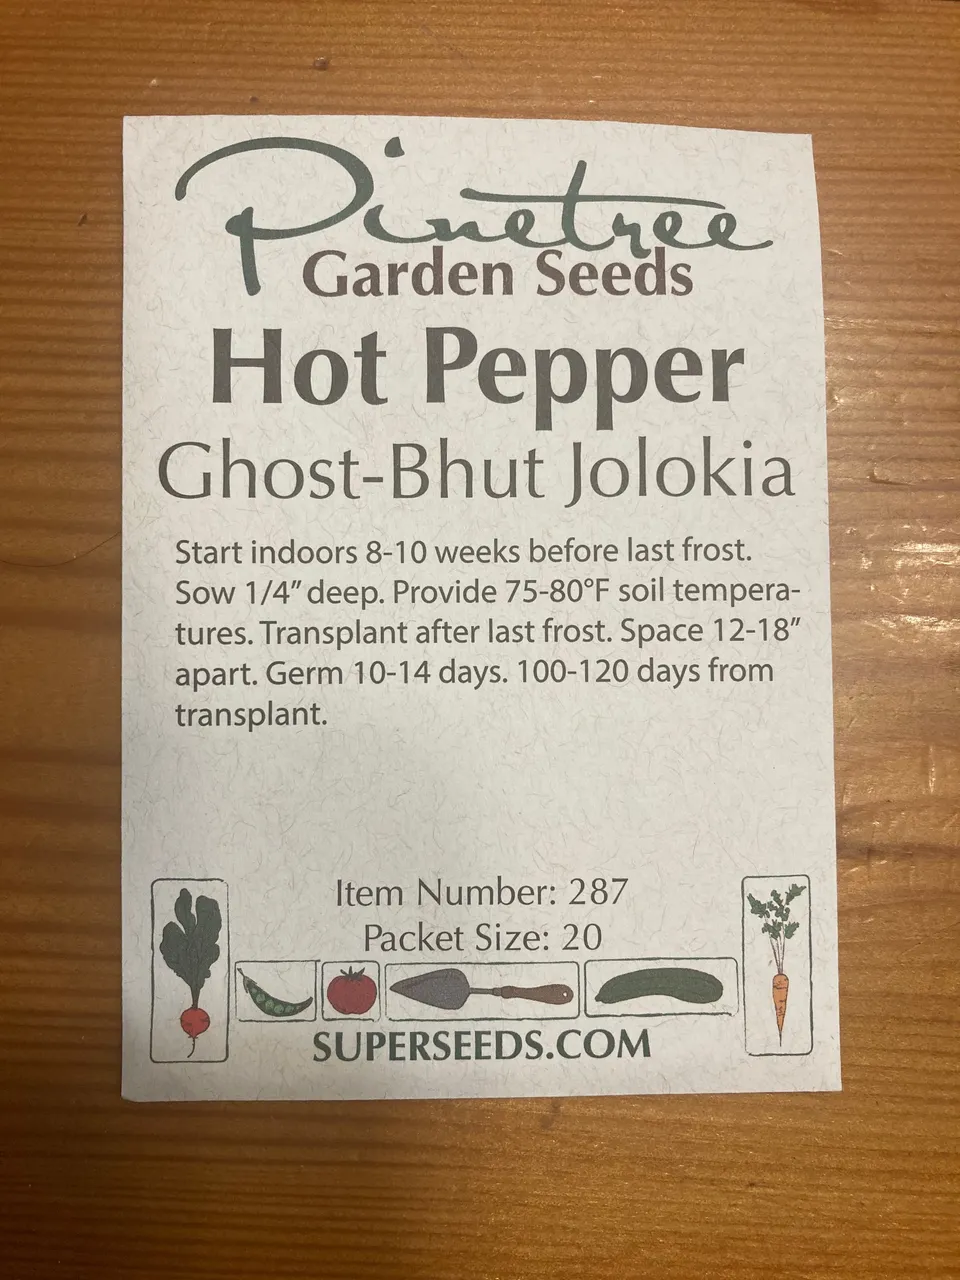 Pinetree
Garden Seeds
Hot Pepper
Ghost-Bhut Jolokia
Start indoors 8-10 weeks before last frost.
Sow 1/4” deep. Provide 75-80°F soil tempera-
tures. Transplant after last frost. Space 12-18”
apart. Germ 10-14 days. 100-120 days from
transplant.
Item Number: 287
Packet Size: 20
SUPERSEEDS.COM